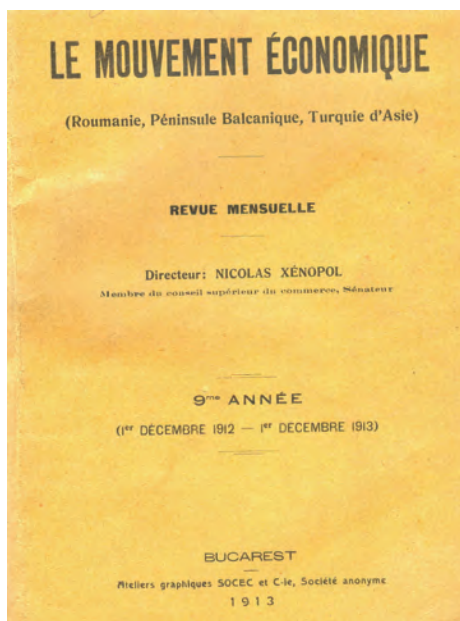 LE MOUVEMENT ÉCONOMIQUE
(Roumanie, Péninsule Balcanique, Turquie d'Asie)
REVUE MENSUELLE
Directeur: NICOLAS XÉNOPOL
Membre du conseil supérieur du commerce, Sénateur
9me ANNÉE
(1er DÉCEMBRE 1912 — 1er DECEMBRE 1913)
BUCAREST
Ateliers graphiques SOCEC et C-ie, Société anonyme
1913